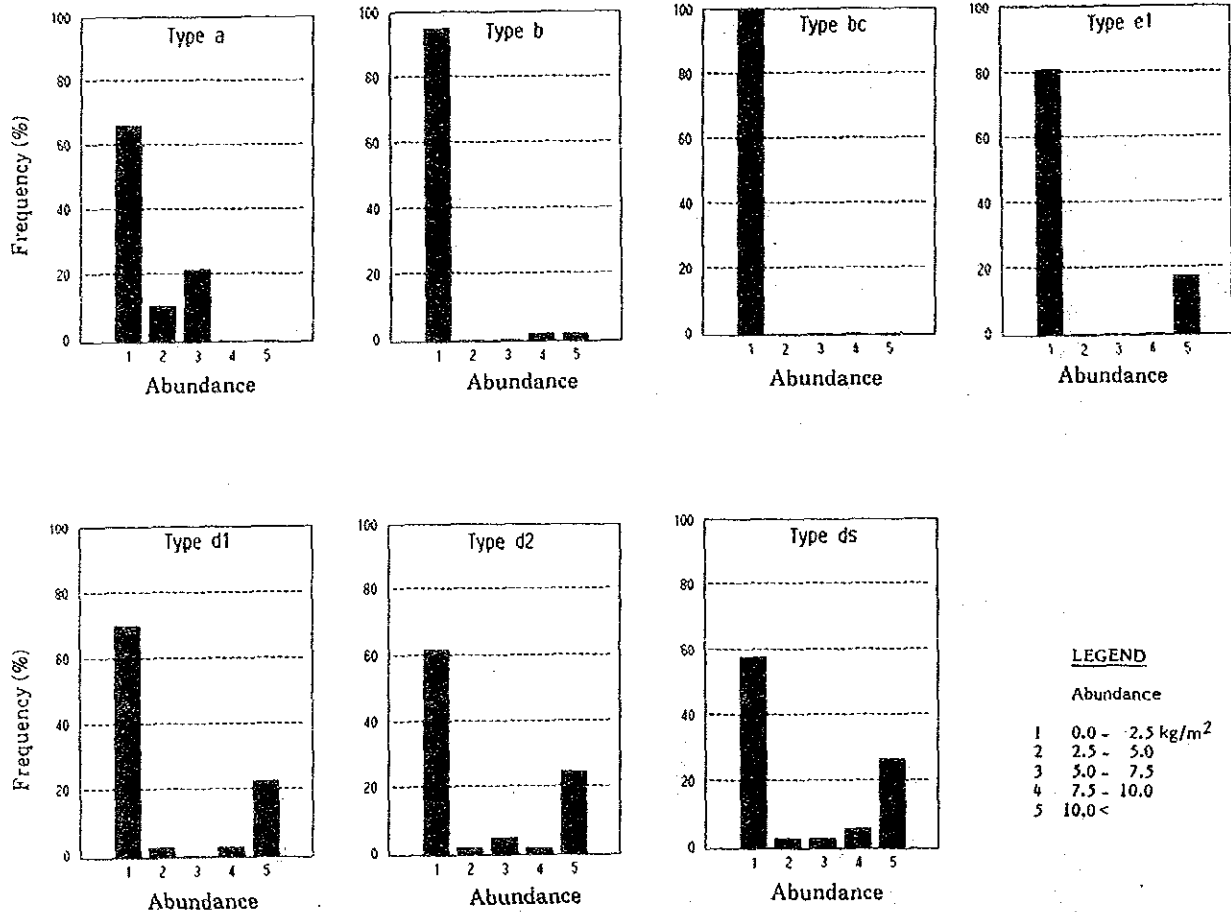 Type a
Frequency (%)
100
80
60
40
20
0
1 2 3 4 5
Abundance
Type b
100
80
60
40
20
0
1 2 3 4 5
Abundance
Type bc
100
80
60
40
20
0
1 2 3 4 5
Abundance
Type e1
100
80
60
40
20
0
1 2 3 4 5
Abundance
Type d1
Frequency (%)
100
80
60
40
20
0
1 2 3 4 5
Abundance
Type d2
100
80
60
40
20
0
1 2 3 4 5
Abundance
Type ds
100
80
60
40
20
0
1 2 3 4 5
Abundance
LEGEND
Abundance
1 0.0 - 2.5 kg/m²
2 2.5 - 5.0
3 5.0 - 7.5
4 7.5 - 10.0
5 10.0 <